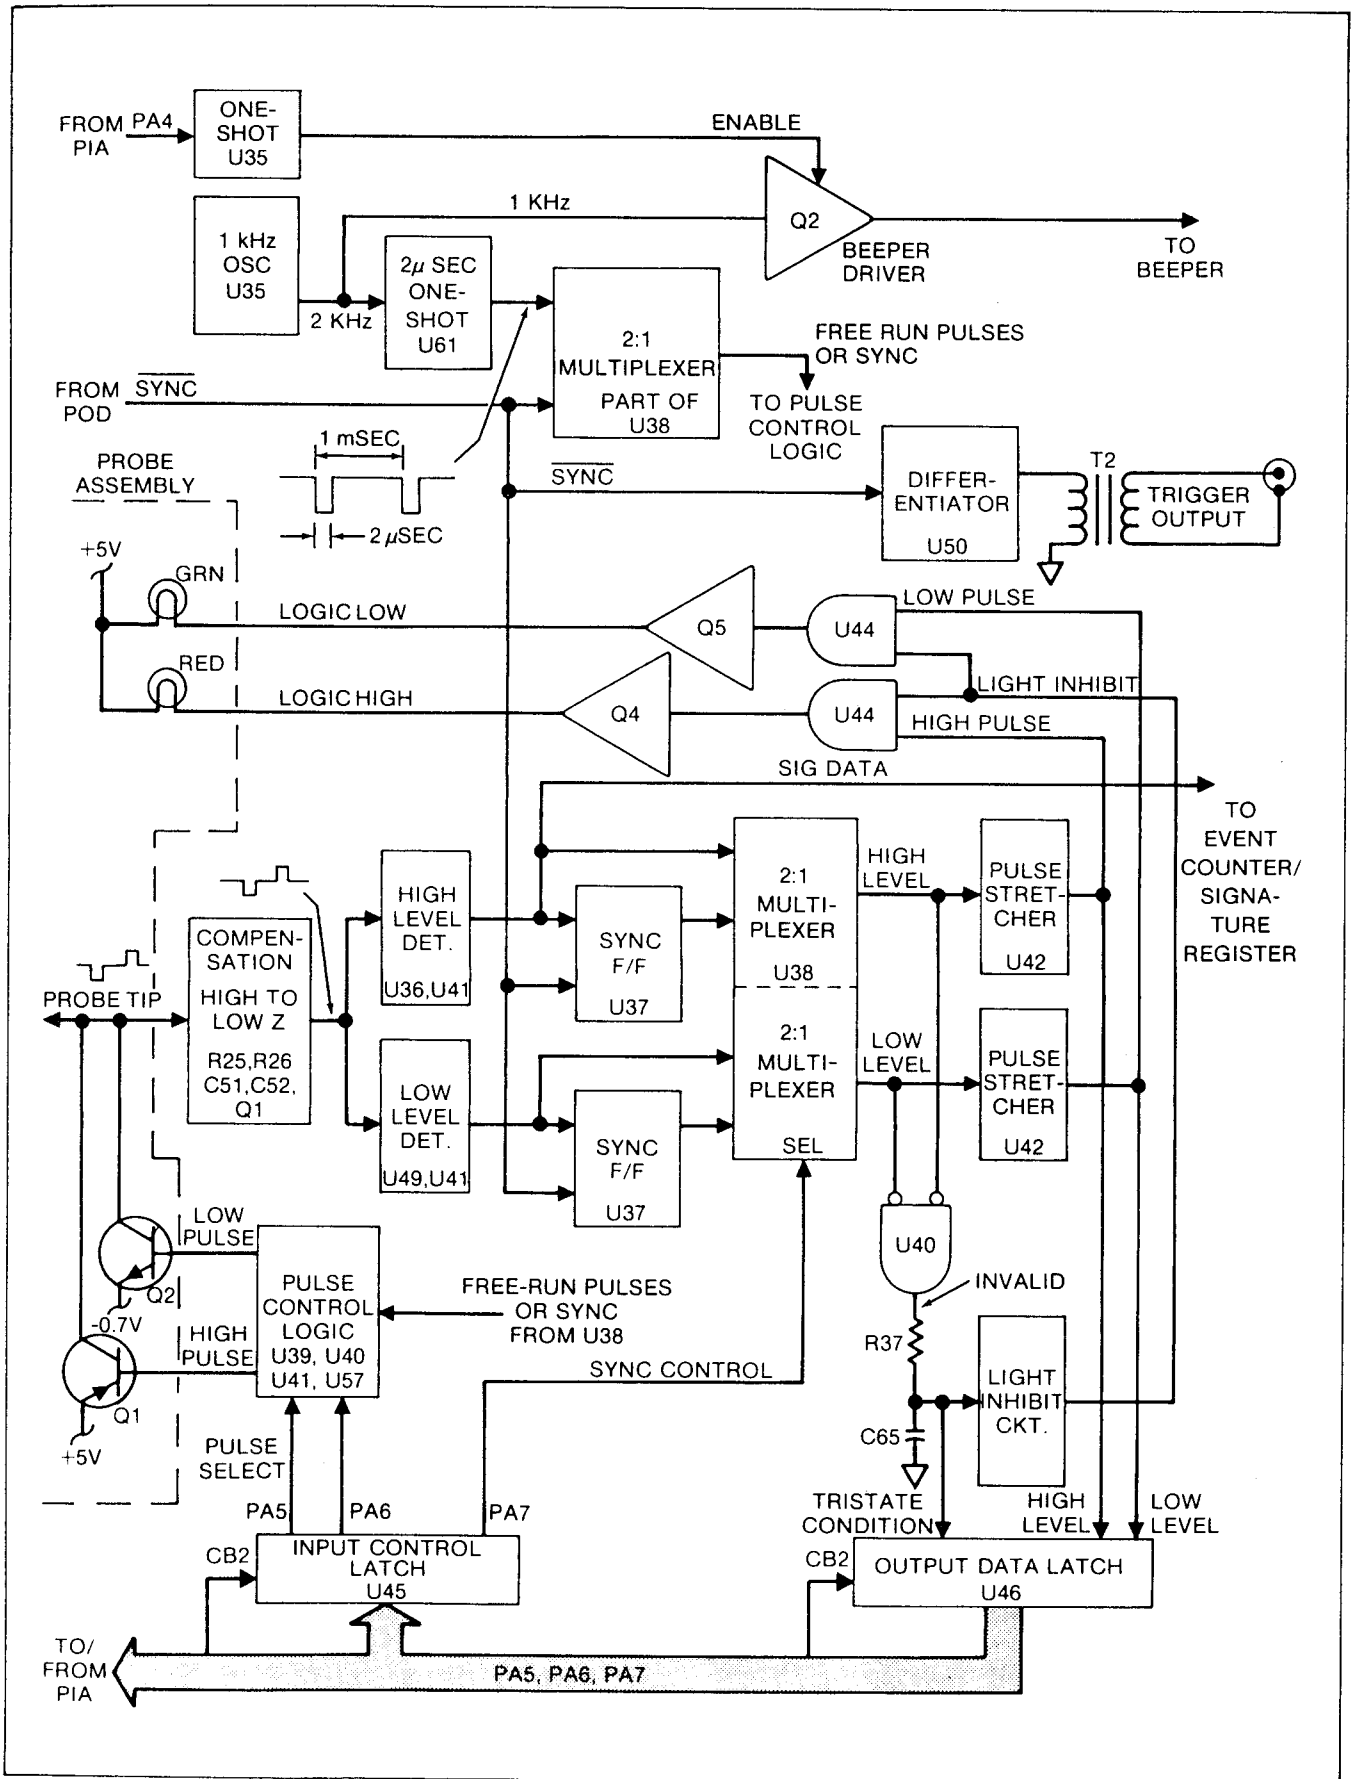 FROM PIA
PA4
ONE-
SHOT
U35
ENABLE
1 kHz
OSC
U35
2 KHz
1 KHz
2μ SEC
ONE-
SHOT
U61
Q2
BEEPER
DRIVER
TO
BEEPER
2:1
MULTIPLEXER
PART OF
U38
FREE RUN PULSES
OR SYNC
TO PULSE
CONTROL
LOGIC
FROM
POD
SYNC
1 mSEC
2 μSEC
SYNC
DIFFER-
ENTIATOR
U50
T2
TRIGGER
OUTPUT
PROBE
ASSEMBLY
+5V
GRN
LOGIC LOW
Q5
U44
LOW PULSE
RED
LOGIC HIGH
Q4
U44
LIGHT INHIBIT
HIGH PULSE
SIG DATA
TO
EVENT
COUNTER/
SIGNA-
TURE
REGISTER
PROBE TIP
COMPEN-
SATION
HIGH TO
LOW Z
R25,R26
C51,C52,
Q1
HIGH
LEVEL
DET.
U36,U41
SYNC
F/F
U37
2:1
MULTI-
PLEXER
U38
HIGH
LEVEL
PULSE
STRET-
CHER
U42
LOW
LEVEL
DET.
U49,U41
SYNC
F/F
U37
2:1
MULTI-
PLEXER
SEL
LOW
LEVEL
PULSE
STRET-
CHER
U42
LOW
PULSE
Q2
-0.7V
HIGH
PULSE
Q1
+5V
PULSE
CONTROL
LOGIC
U39, U40
U41, U57
FREE-RUN PULSES
OR SYNC
FROM U38
SYNC CONTROL
U40
INVALID
R37
C65
LIGHT
INHIBIT
CKT.
PULSE
SELECT
PA5
PA6
PA7
TRISTATE
CONDITION
HIGH
LEVEL
LOW
LEVEL
CB2
INPUT CONTROL
LATCH
U45
CB2
OUTPUT DATA LATCH
U46
TO/
FROM
PIA
PA5, PA6, PA7